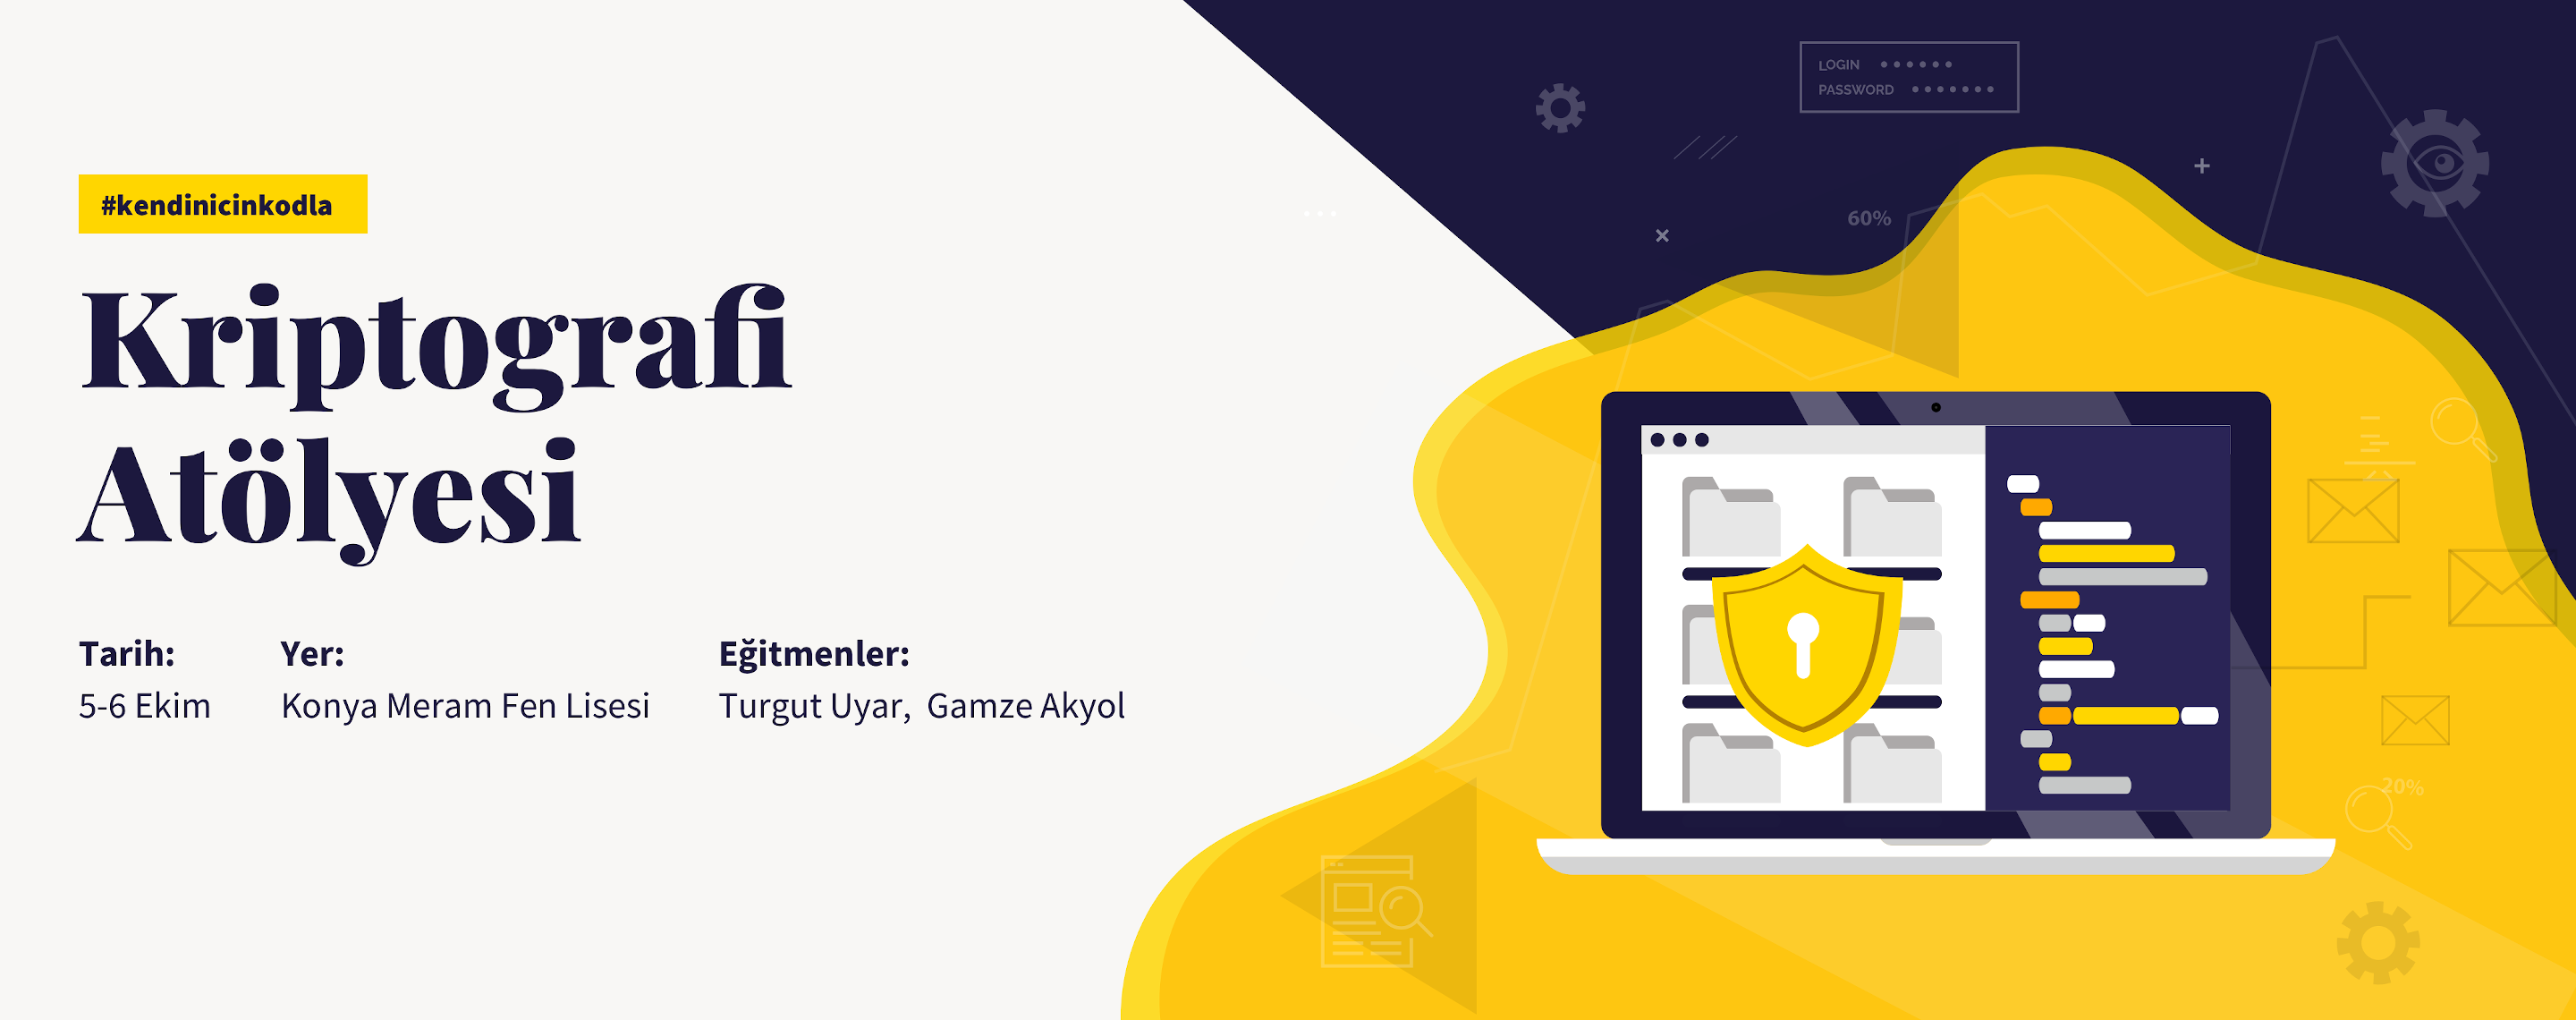 #kendinicinkodla
Kriptografi
Atölyesi
Tarih:
5-6 Ekim
Yer:
Konya Meram Fen Lisesi
Eğitmenler:
Turgut Uyar, Gamze Akyol
LOGIN
PASSWORD
60%
20%